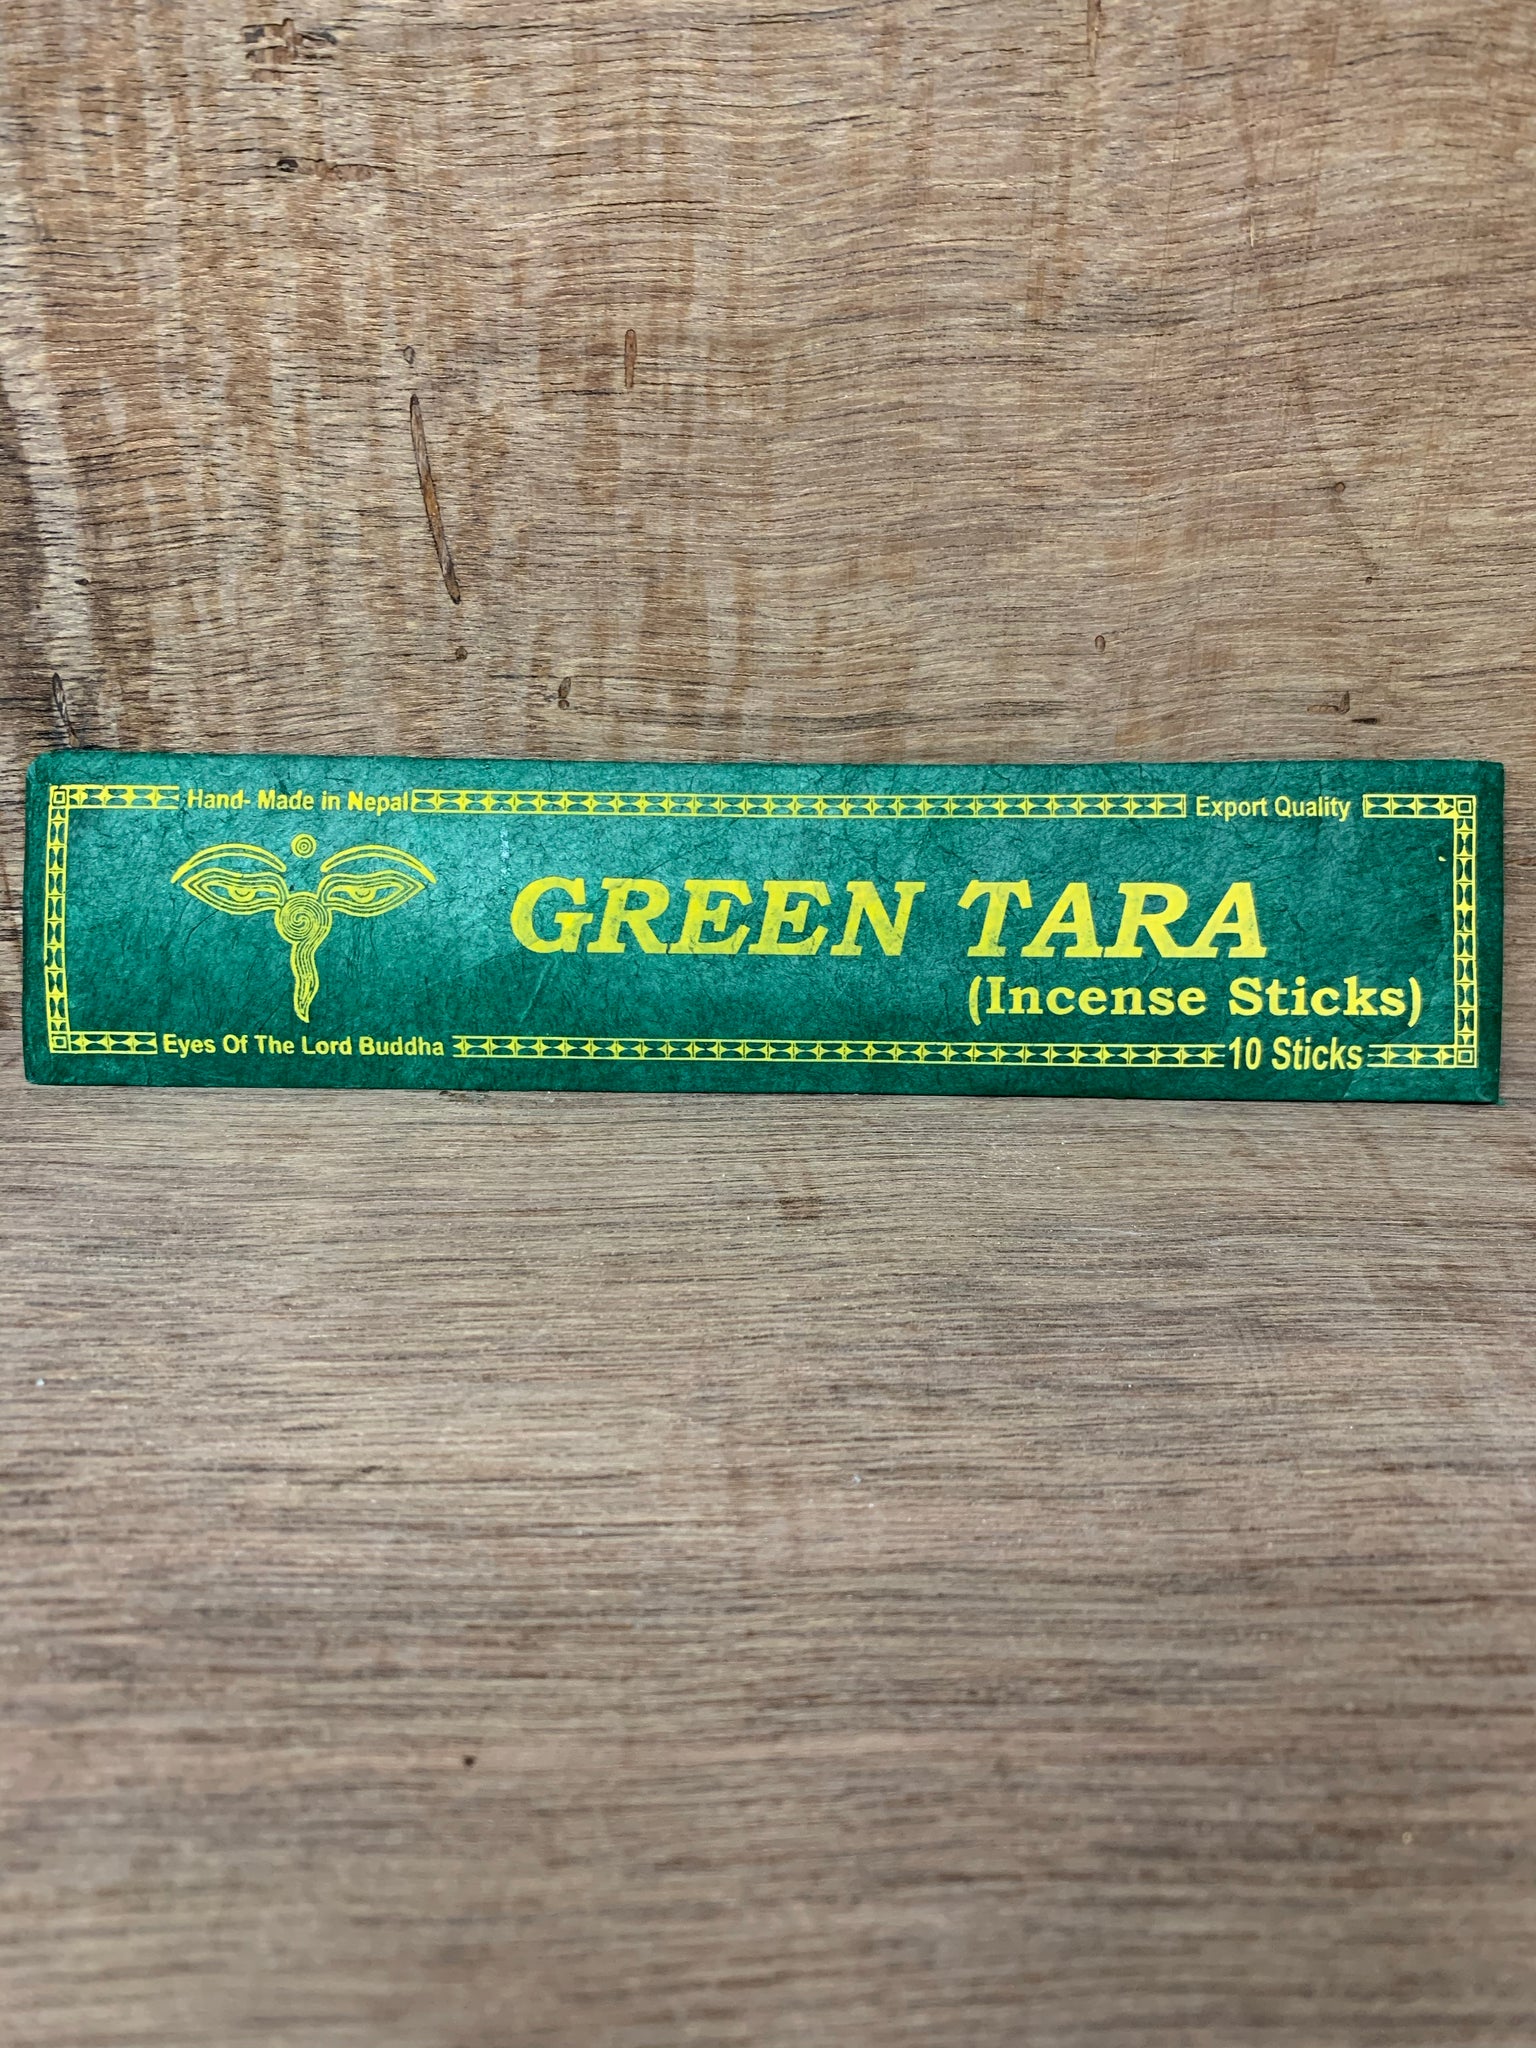 Hand- Made in Nepal
Export Quality
GREEN TARA
(Incense Sticks)
Eyes Of The Lord Buddha
10 Sticks